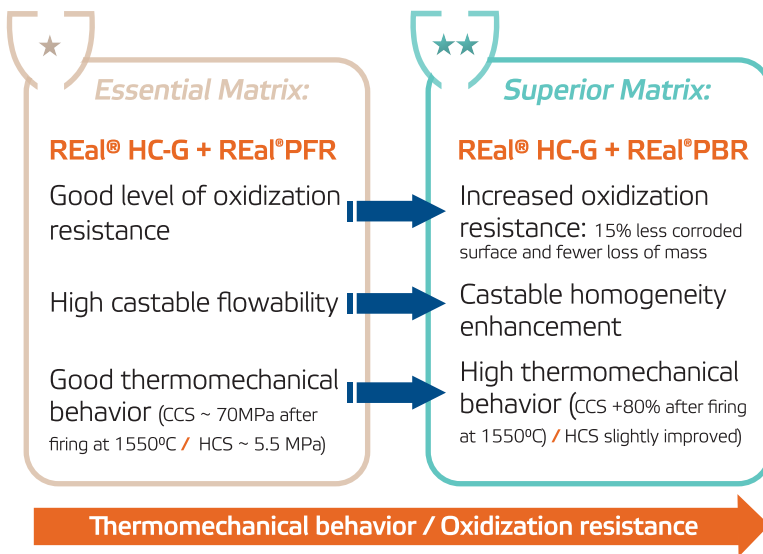 Essential Matrix:
REal® HC-G + REal®PFR
Good level of oxidization
resistance
High castable flowability
Good thermomechanical
behavior (CCS ~ 70MPa after
firing at 1550ºC / HCS ~ 5.5 MPa)
Superior Matrix:
REal® HC-G + REal®PBR
Increased oxidization
resistance: 15% less corroded
surface and fewer loss of mass
Castable homogeneity
enhancement
High thermomechanical
behavior (CCS +80% after firing
at 1550ºC) / HCS slightly improved)
Thermomechanical behavior / Oxidization resistance